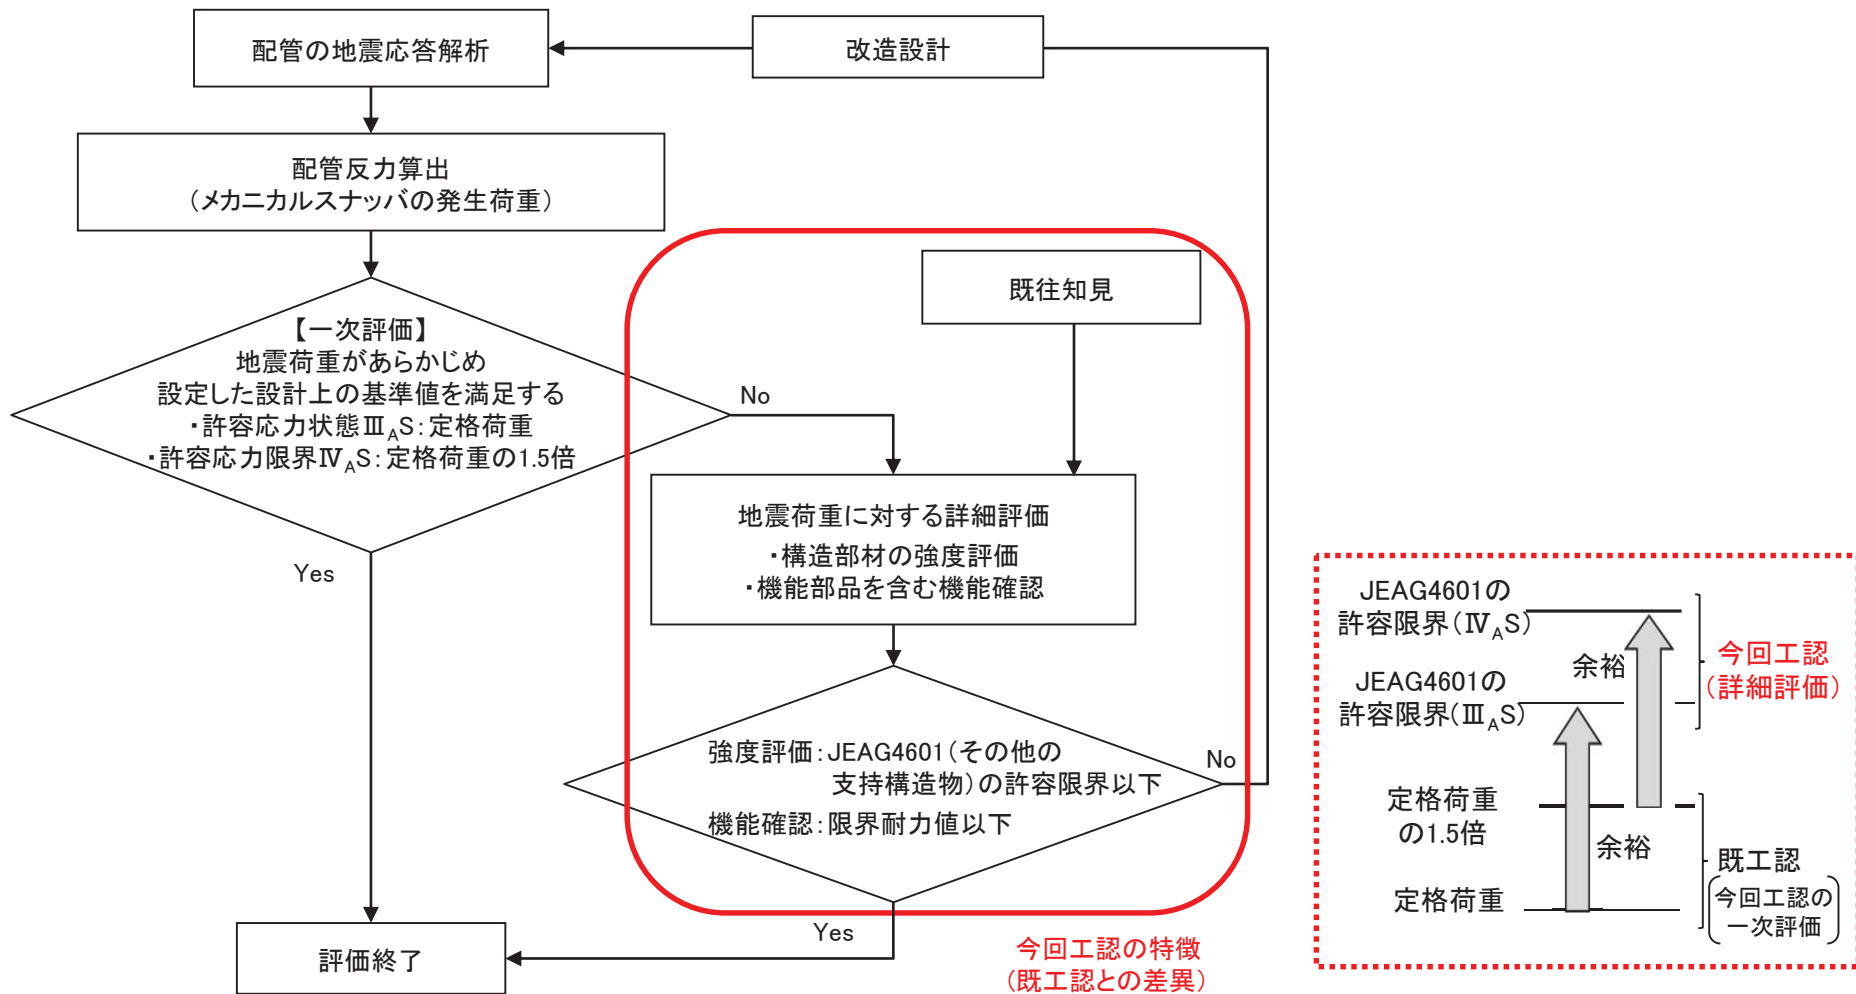 配管の地震応答解析
改造設計
配管反力算出
(メカニカルスナッバの発生荷重)
既往知見
【一次評価】
地震荷重があらかじめ
設定した設計上の基準値を満足する
・許容応力状態ⅢAS:定格荷重
・許容応力限界ⅣAS:定格荷重の1.5倍
No
Yes
地震荷重に対する詳細評価
・構造部材の強度評価
・機能部品を含む機能確認
強度評価:JEAG4601(その他の
支持構造物)の許容限界以下
機能確認:限界耐力値以下
No
Yes
評価終了
今回工認の特徴
(既工認との差異)
JEAG4601の
許容限界(ⅣAS)
余裕
今回工認
(詳細評価)
JEAG4601の
許容限界(ⅢAS)
定格荷重
の1.5倍
余裕
既工認
今回工認の
一次評価
定格荷重